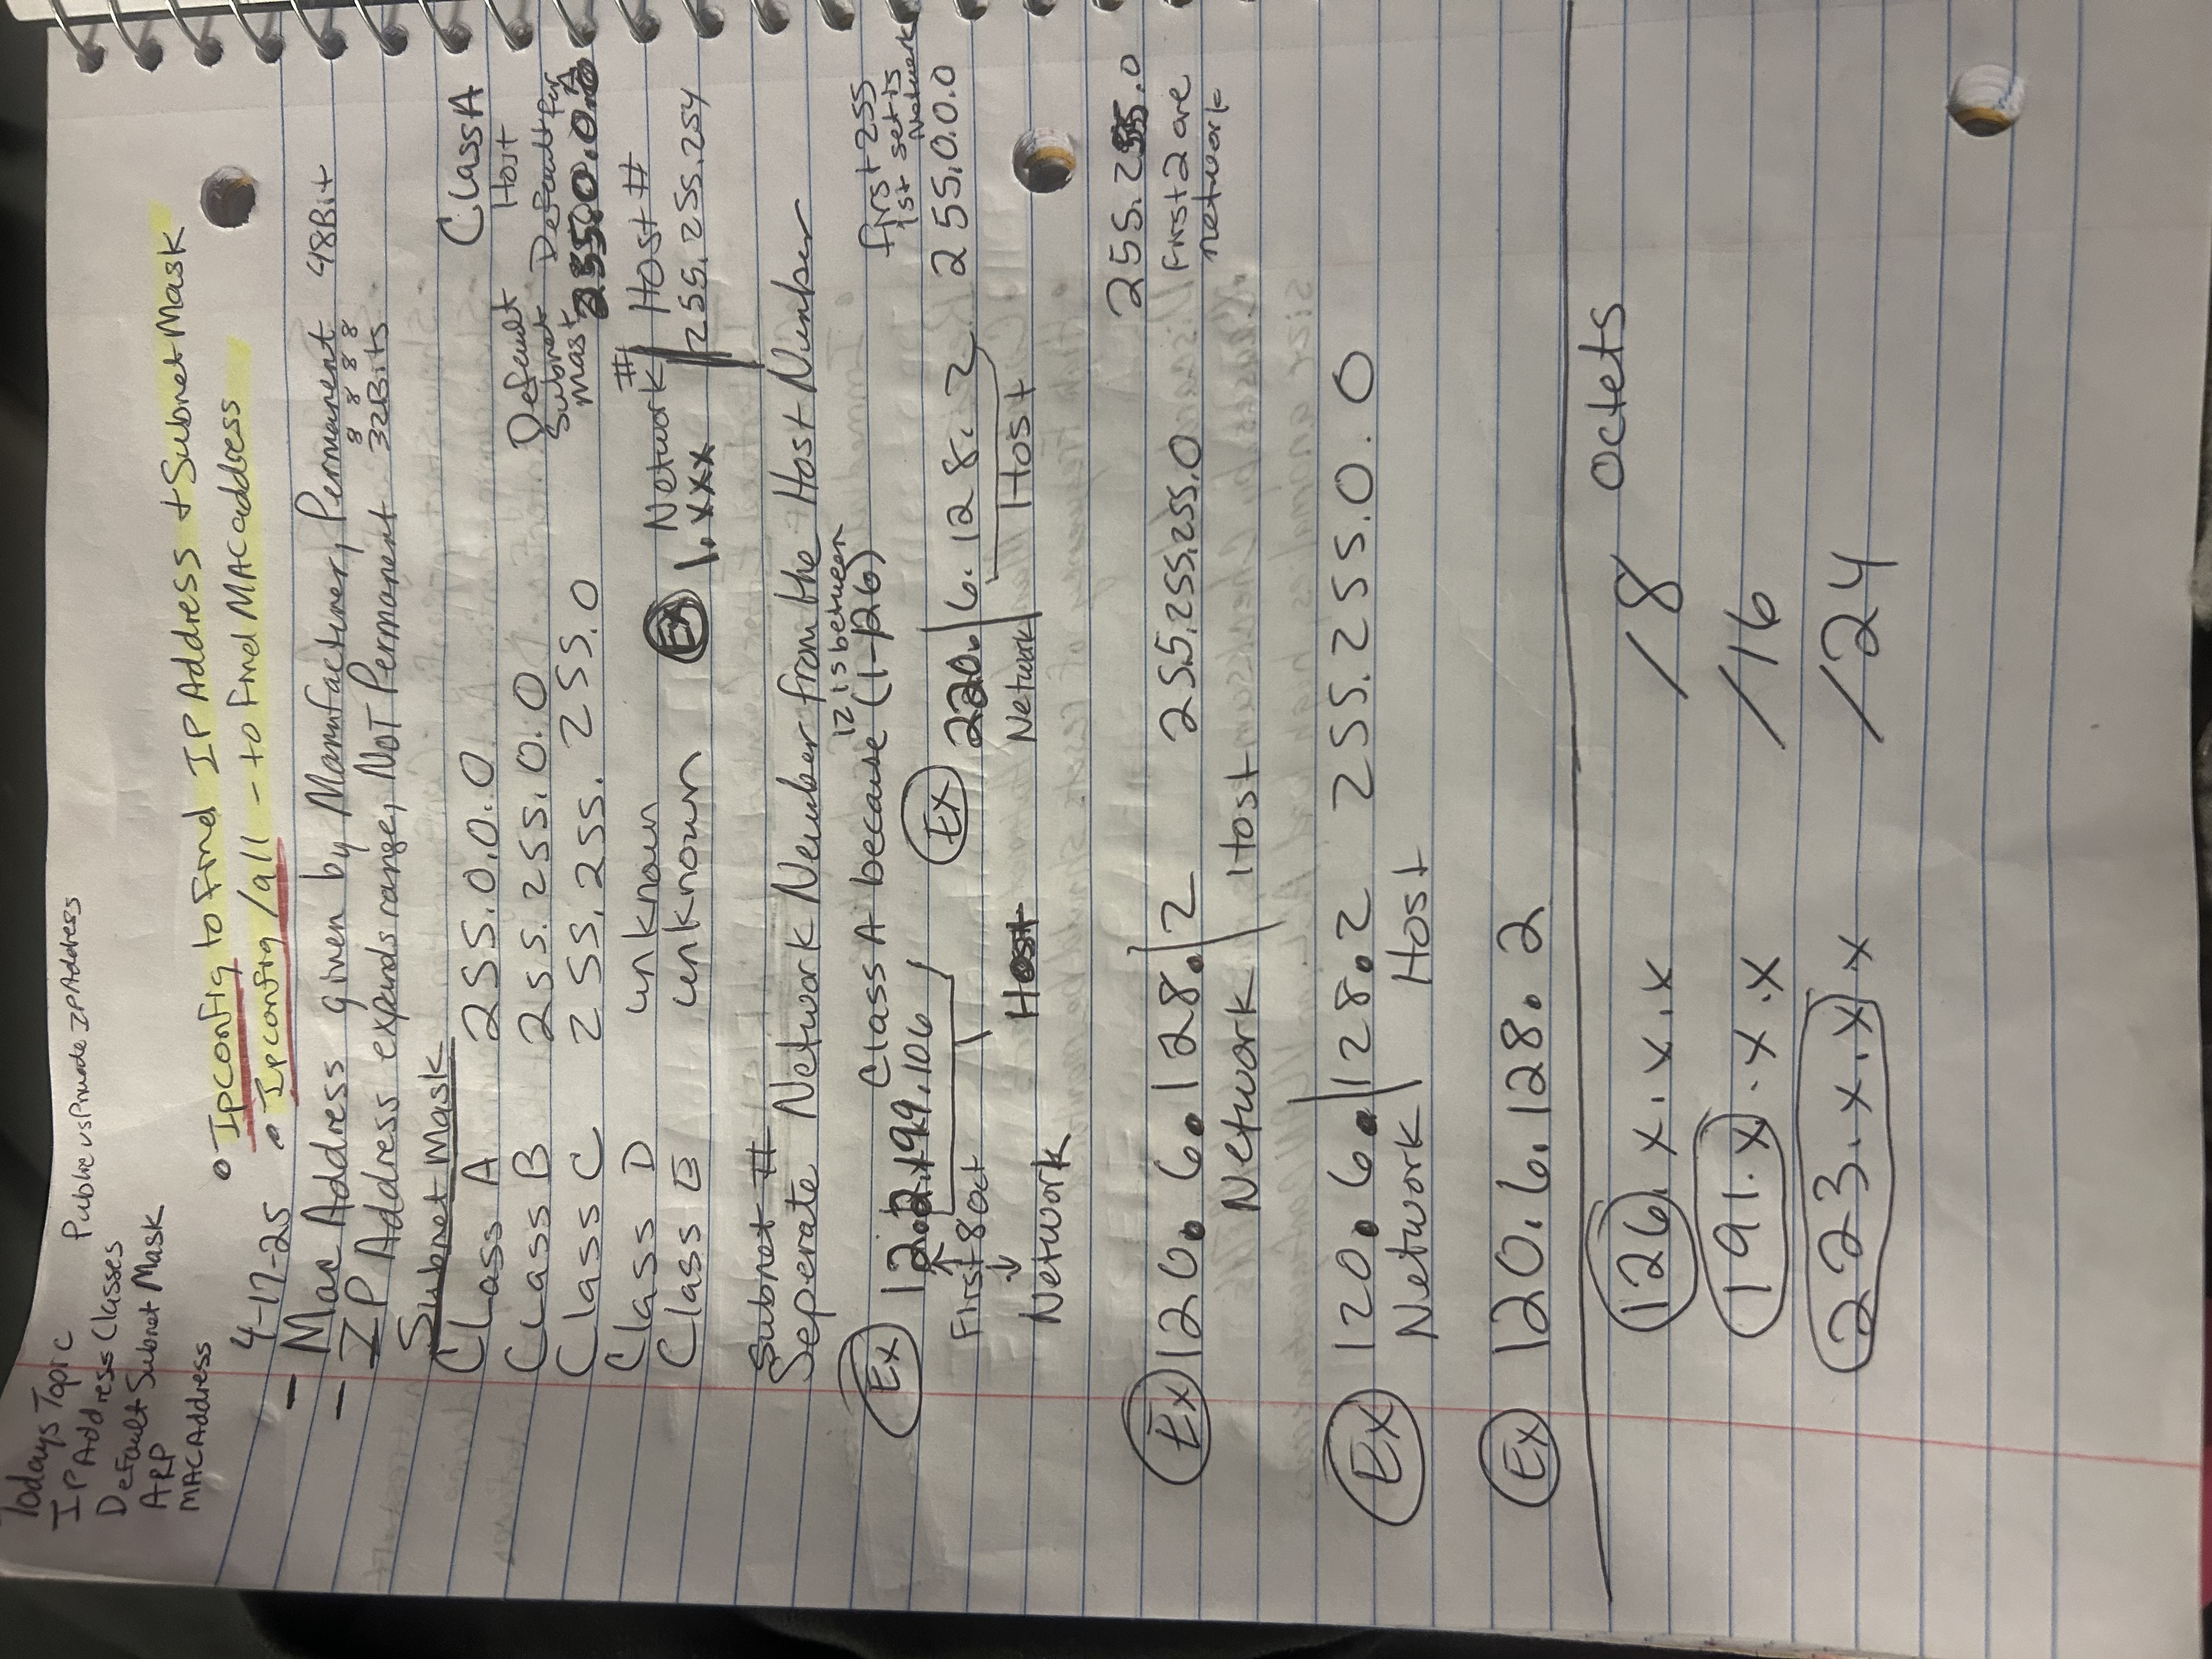 Todays Topic
IP Address Classes
Public vs Private IP Address
Default Subnet Mask
ARP
MAC Address
• Ipconfig to find IP Address + Subnet Mask
4-17-25
• Ipconfig /all - to find MAC address
- Mac Address given by Manufacturer, Permanent 48Bit
8 8 8 8
- IP Address expands range, NOT Permanent 32Bits
Subnet Mask
Class A 255.0.0.0
Class B 255.255.0.0
Class C 255.255.255.0
Class D unknown
Class E unknown
Class A
Host
Default Subnet Mask
Default for A
255.0.0.0
Ex Network # | Host #
1.xxx | 255.255.254
Subnet #
Seperate Network Number from the Host Number
12 is between
Ex Class A because (1-126)
12.2.199.106
First 8 Oct
Network
Host
Ex 220.|6.128.2 255.0.0.0
Network | Host
first 255
1st set is
Network
Ex 120.6.128.|2 255.255.255.0
Network | Host
255.255.0
first 2 are
network
Ex 120.6.|128.2 255.255.0.0
Network | Host
Ex 120.6.128.2
Octets
126.x.x.x /8
191.x.x.x /16
223.x.x x /24